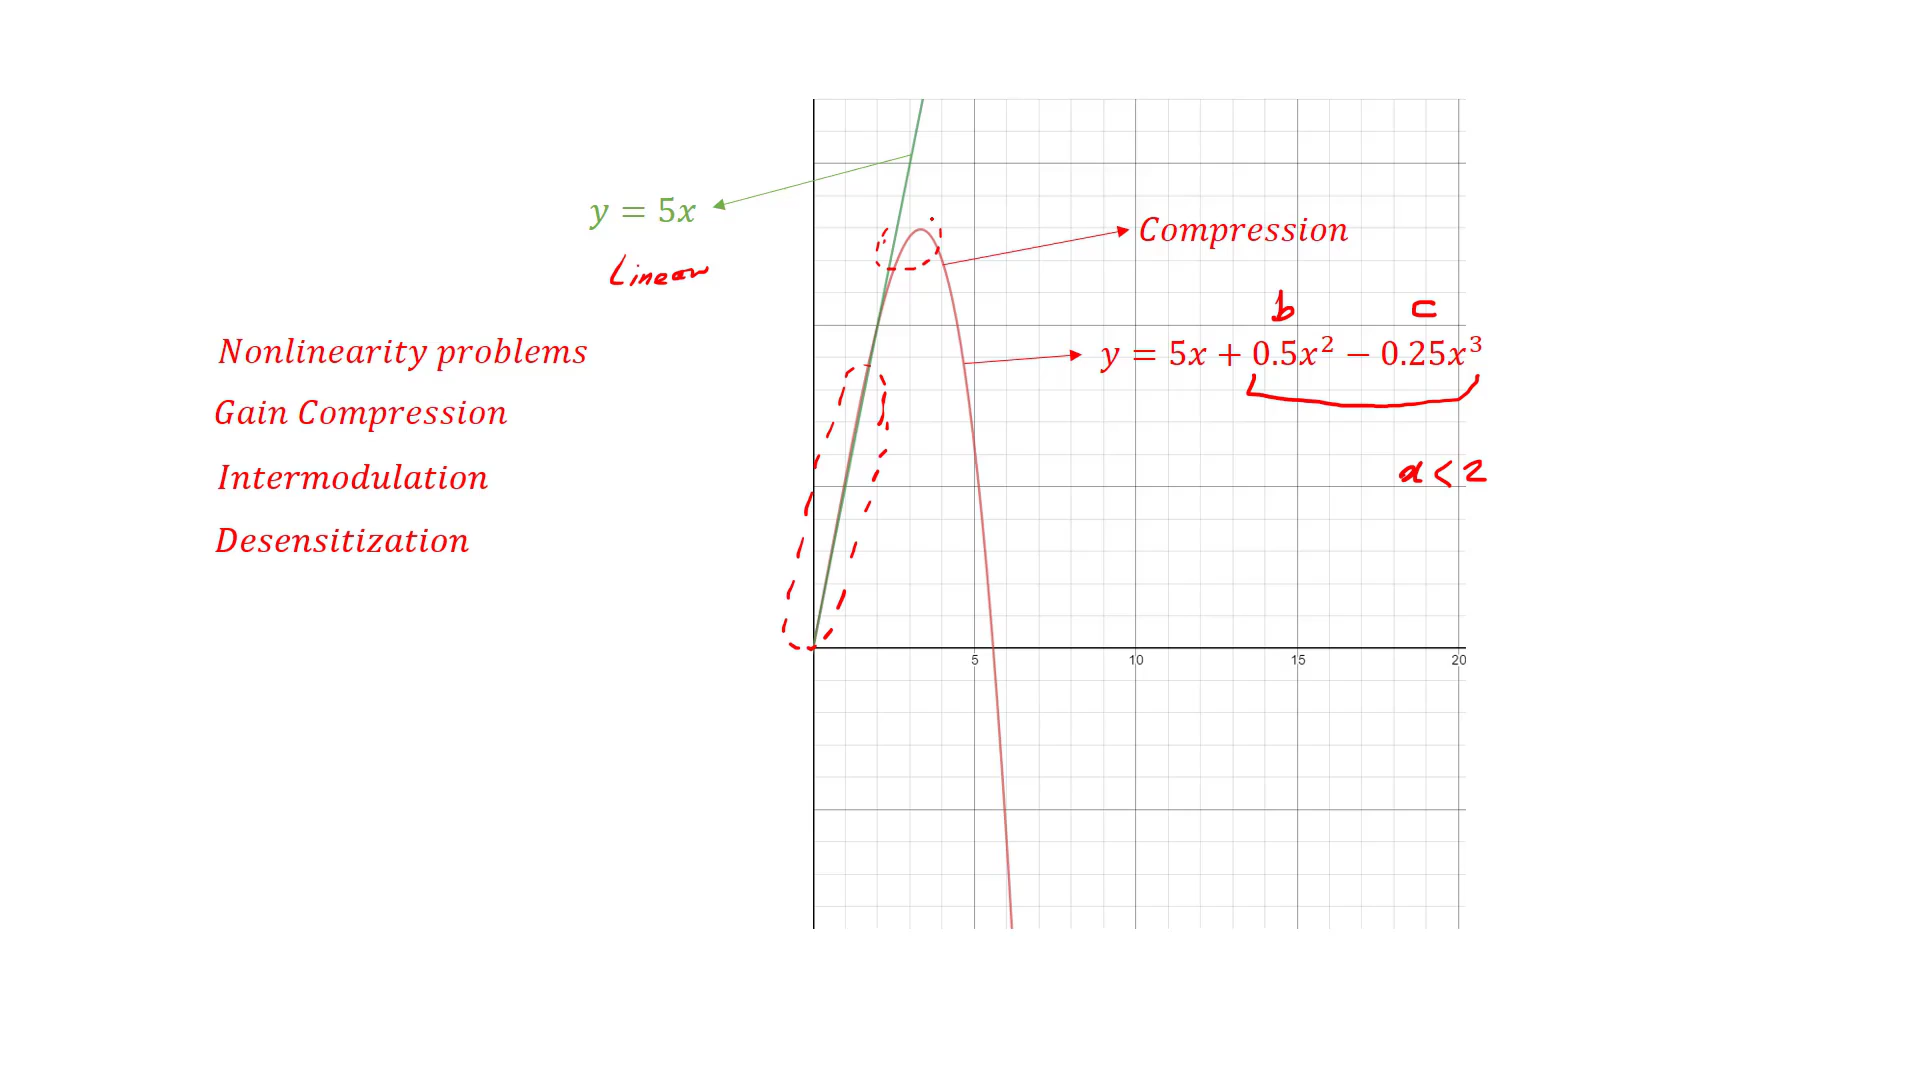 y = 5x
Linear
Compression
b c
y = 5x + 0.5x² − 0.25x³
Nonlinearity problems
Gain Compression
Intermodulation
Desensitization
< 2
5 10 15 20